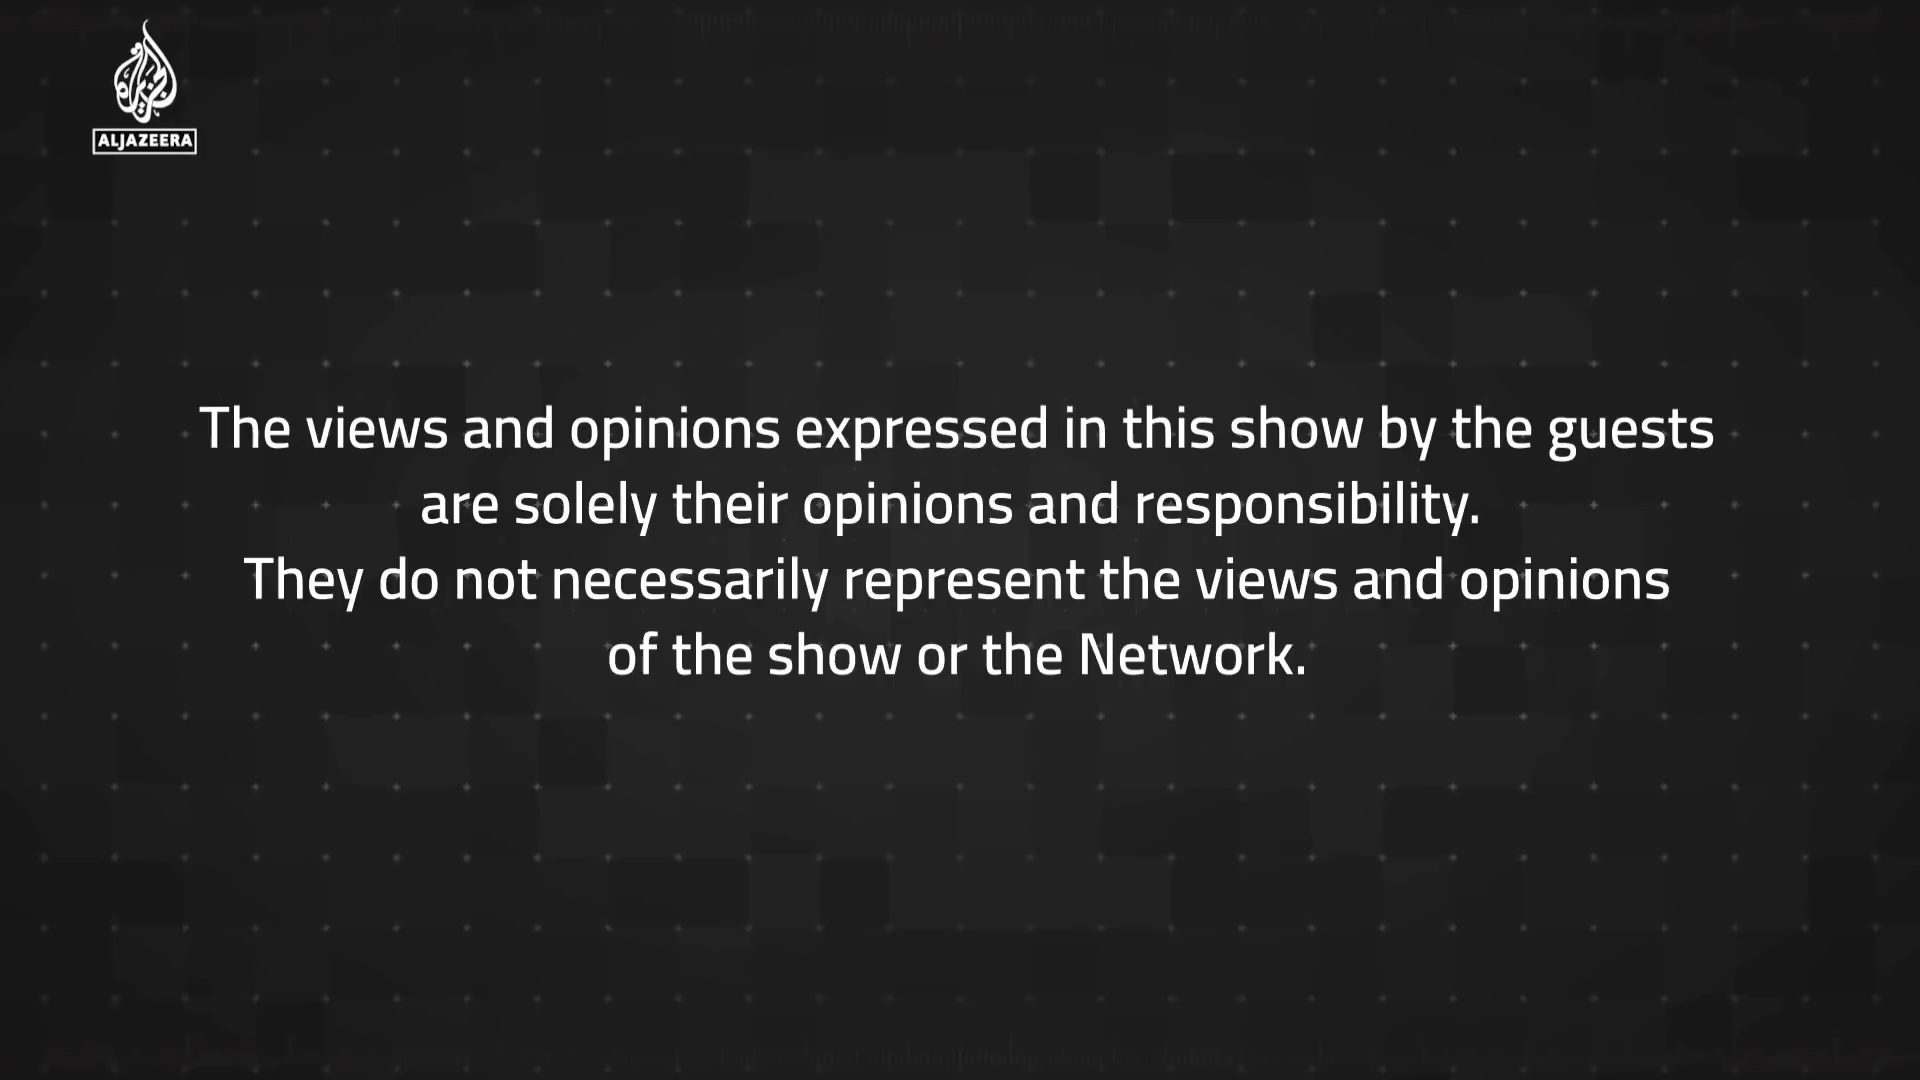 ALJAZEERA
The views and opinions expressed in this show by the guests
are solely their opinions and responsibility.
They do not necessarily represent the views and opinions
of the show or the Network.